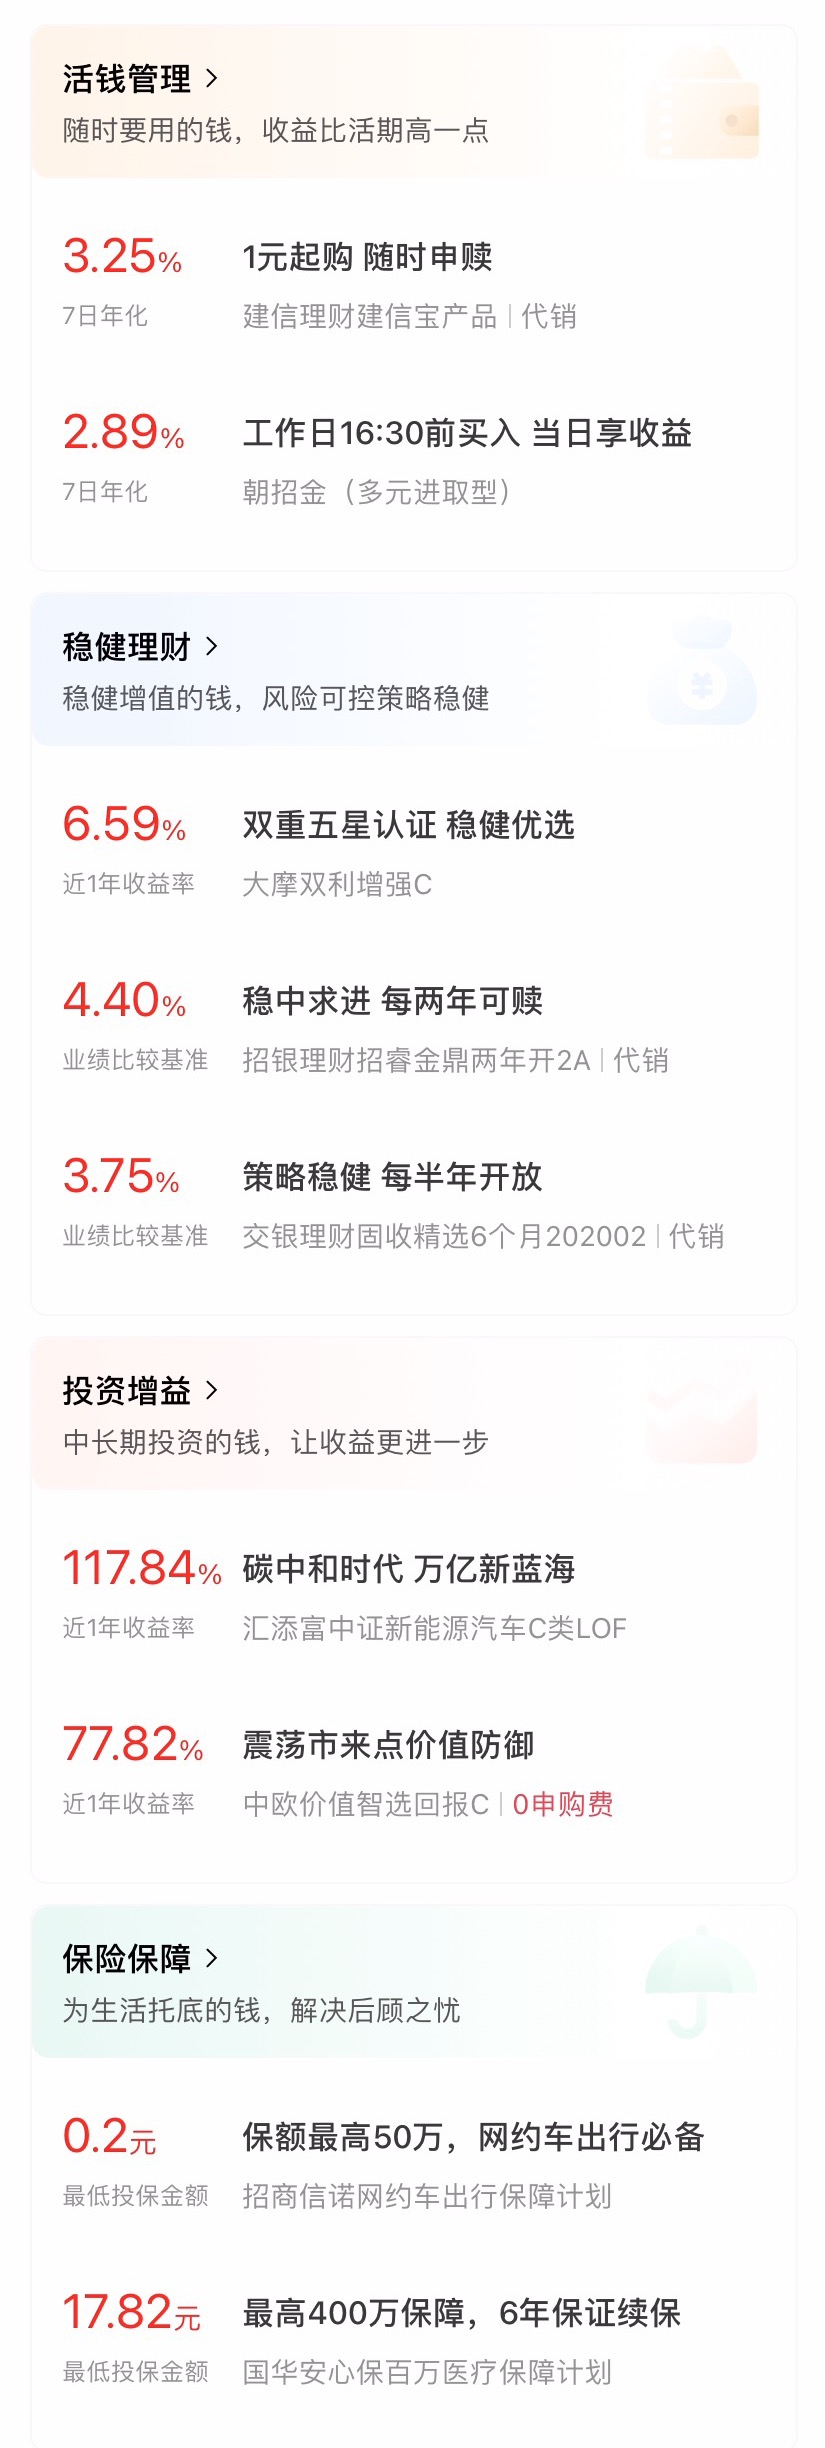 活钱管理
随时要用的钱，收益比活期高一点
3.25% 1元起购 随时申赎
7日年化 建信理财建信宝产品 | 代销
2.89% 工作日16:30前买入 当日享收益
7日年化 朝招金（多元进取型）
稳健理财
稳健增值的钱，风险可控策略稳健
6.59% 双重五星认证 稳健优选
近1年收益率 大摩双利增强C
4.40% 稳中求进 每两年可赎
业绩比较基准 招银理财招睿金鼎两年开2A | 代销
3.75% 策略稳健 每半年开放
业绩比较基准 交银理财固收精选6个月202002 | 代销
投资增益
中长期投资的钱，让收益更进一步
117.84% 碳中和时代 万亿新蓝海
近1年收益率 汇添富中证新能源汽车C类LOF
77.82% 震荡市来点价值防御
近1年收益率 中欧价值智选回报C | 0申购费
保险保障
为生活托底的钱，解决后顾之忧
0.2元 保额最高50万，网约车出行必备
最低投保金额 招商信诺网约车出行保障计划
17.82元 最高400万保障，6年保证续保
最低投保金额 国华安心保百万医疗保障计划